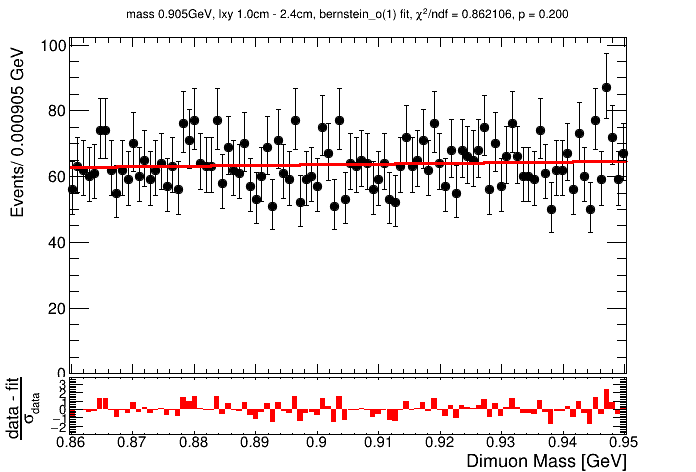 mass 0.905GeV, lxy 1.0cm - 2.4cm, bernstein_o(1) fit, χ²/ndf = 0.862106, p = 0.200
Events/ 0.000905 GeV
100
80
60
40
20
0
data - fit
σdata
3
2
1
0
-1
-2
0.86 0.87 0.88 0.89 0.9 0.91 0.92 0.93 0.94 0.95
Dimuon Mass [GeV]